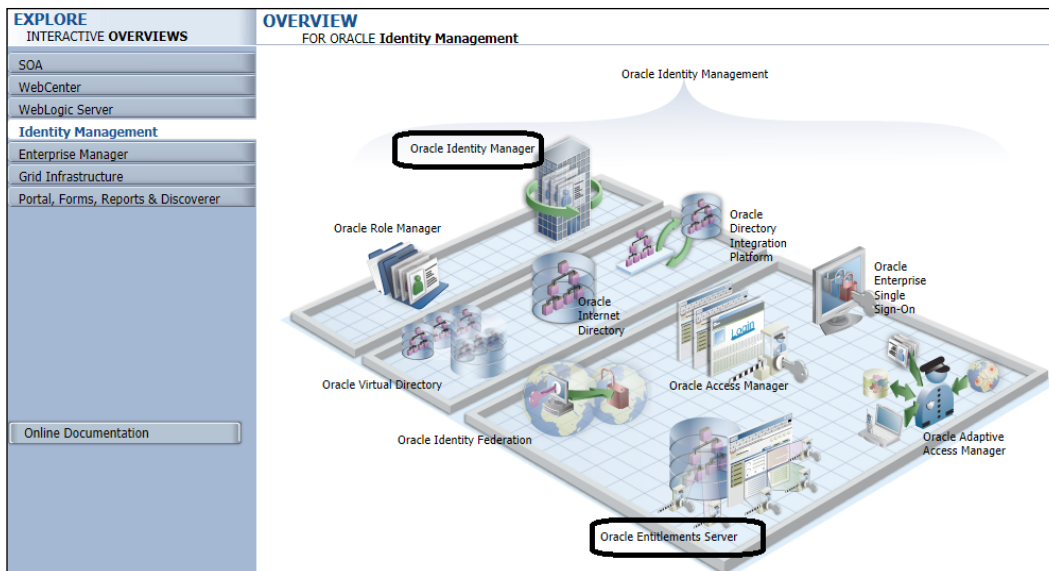 EXPLORE
INTERACTIVE OVERVIEWS
SOA
WebCenter
WebLogic Server
Identity Management
Enterprise Manager
Grid Infrastructure
Portal, Forms, Reports & Discoverer
Online Documentation
OVERVIEW
FOR ORACLE Identity Management
Oracle Identity Management
Oracle Identity Manager
Oracle Role Manager
Oracle
Directory
Integration
Platform
Oracle
Enterprise
Single
Sign-On
Oracle
Internet
Directory
Login
Oracle Virtual Directory
Oracle Access Manager
Oracle Identity Federation
Oracle Adaptive
Access Manager
Oracle Entitlements Server